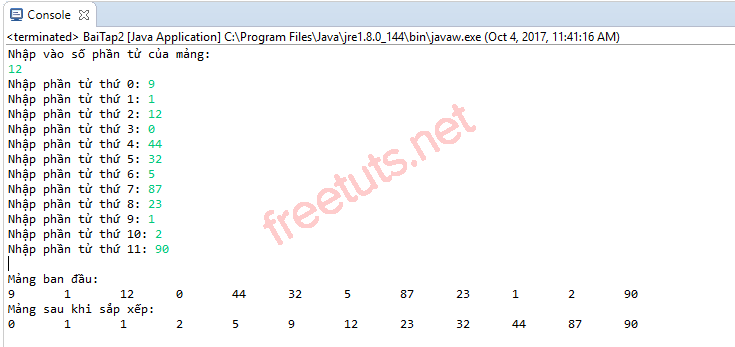 Console
<terminated> BaiTap2 [Java Application] C:\Program Files\Java\jre1.8.0_144\bin\javaw.exe (Oct 4, 2017, 11:41:16 AM)
Nhập vào số phần tử của mảng:
12
Nhập phần tử thứ 0: 9
Nhập phần tử thứ 1: 1
Nhập phần tử thứ 2: 12
Nhập phần tử thứ 3: 0
Nhập phần tử thứ 4: 44
Nhập phần tử thứ 5: 32
Nhập phần tử thứ 6: 5
Nhập phần tử thứ 7: 87
Nhập phần tử thứ 8: 23
Nhập phần tử thứ 9: 1
Nhập phần tử thứ 10: 2
Nhập phần tử thứ 11: 90
freetuts.net
Mảng ban đầu:
9 1 12 0 44 32 5 87 23 1 2 90
Mảng sau khi sắp xếp:
0 1 1 2 5 9 12 23 32 44 87 90